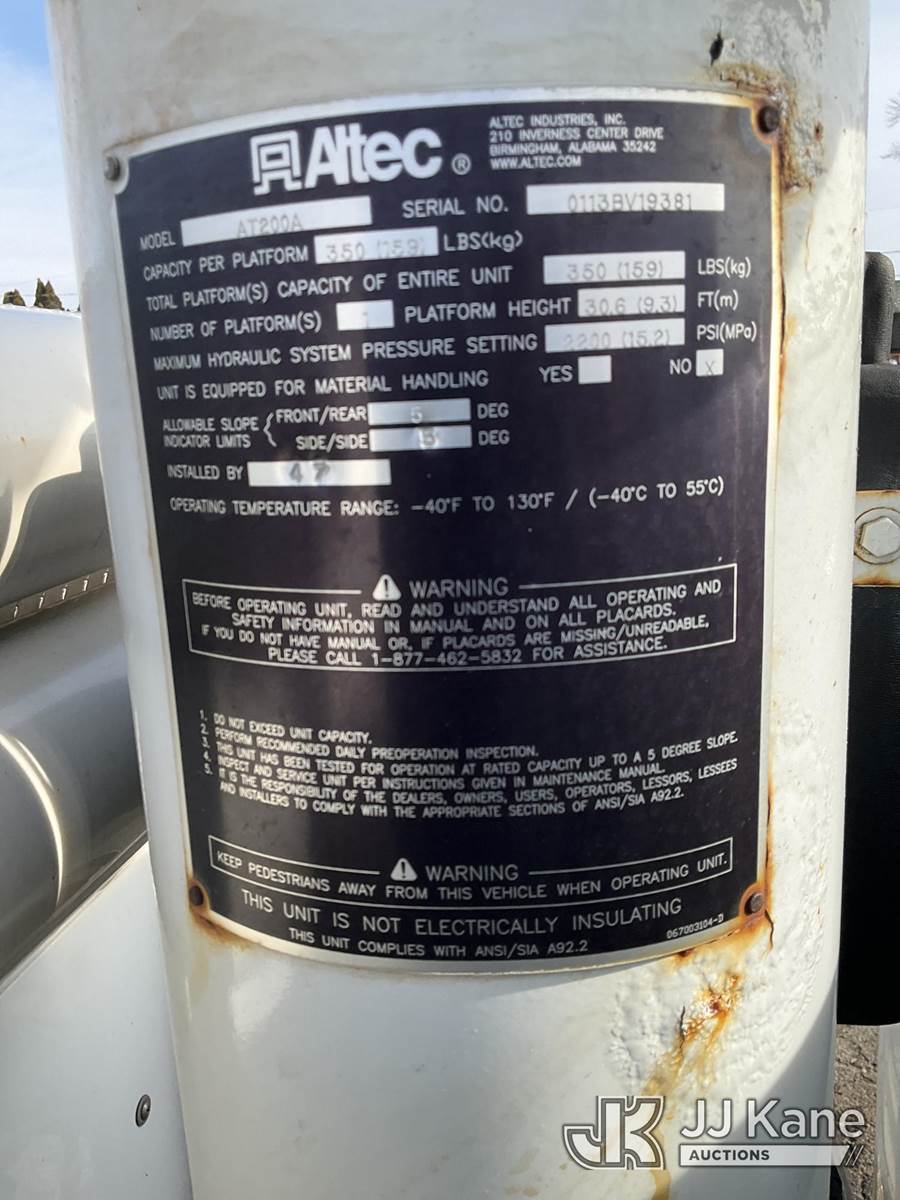 Altec ®
ALTEC INDUSTRIES, INC.
210 INVERNESS CENTER DRIVE
BIRMINGHAM, ALABAMA 35242
WWW.ALTEC.COM
MODEL AT200A SERIAL NO. 0113BV19381
CAPACITY PER PLATFORM 350 (159) LBS(kg)
TOTAL PLATFORM(S) CAPACITY OF ENTIRE UNIT 350 (159) LBS(kg)
NUMBER OF PLATFORM(S) 1 PLATFORM HEIGHT 30.6 (9.3) FT(m)
MAXIMUM HYDRAULIC SYSTEM PRESSURE SETTING 2200 (15.2) PSI(MPa)
UNIT IS EQUIPPED FOR MATERIAL HANDLING YES NO X
ALLOWABLE SLOPE INDICATOR LIMITS { FRONT/REAR 5 DEG
SIDE/SIDE 5 DEG
INSTALLED BY 47
OPERATING TEMPERATURE RANGE: -40°F TO 130°F / (-40°C TO 55°C)
WARNING
BEFORE OPERATING UNIT, READ AND UNDERSTAND ALL OPERATING AND
SAFETY INFORMATION IN MANUAL AND ON ALL PLACARDS.
IF YOU DO NOT HAVE MANUAL OR, IF PLACARDS ARE MISSING/UNREADABLE,
PLEASE CALL 1-877-462-5832 FOR ASSISTANCE.
1. DO NOT EXCEED UNIT CAPACITY.
2. PERFORM RECOMMENDED DAILY PREOPERATION INSPECTION.
3. THIS UNIT HAS BEEN TESTED FOR OPERATION AT RATED CAPACITY UP TO A 5 DEGREE SLOPE.
4. INSPECT AND SERVICE UNIT PER INSTRUCTIONS GIVEN IN MAINTENANCE MANUAL.
5. IT IS THE RESPONSIBILITY OF THE DEALERS, OWNERS, USERS, OPERATORS, LESSORS, LESSEES
AND INSTALLERS TO COMPLY WITH THE APPROPRIATE SECTIONS OF ANSI/SIA A92.2.
WARNING
KEEP PEDESTRIANS AWAY FROM THIS VEHICLE WHEN OPERATING UNIT.
THIS UNIT IS NOT ELECTRICALLY INSULATING
THIS UNIT COMPLIES WITH ANSI/SIA A92.2
067003104-D
JK JJ Kane
AUCTIONS